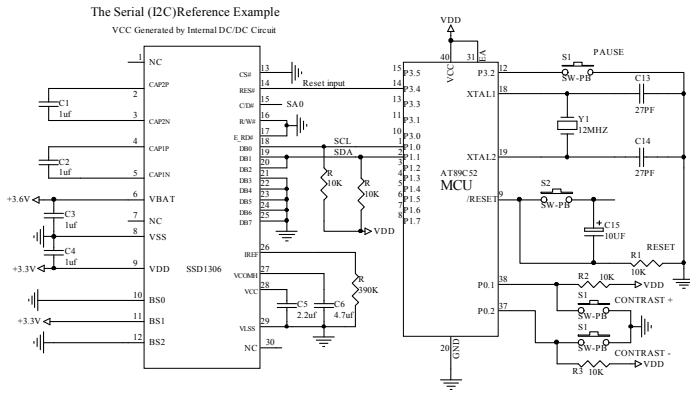 The Serial (I2C)Reference Example
VCC Generated by Internal DC/DC Circuit
1 NC
CAP2P
2
C1
1uf
3 CAP2N
4 CAP1P
C2
1uf
5 CAP1N
+3.6V 6 VBAT
C3
1uf
7 NC
8 VSS
C4
1uf
+3.3V 9 VDD
SSD1306
10 BS0
+3.3V 11 BS1
12 BS2
CS# 13
RES# 14 Reset input
C/D# 15 SA0
R/W# 16
E_RD# 17
DB0 18 SCL
DB1 19 SDA
DB2 20
DB3 21
DB4 22
DB5 23
DB6 24
DB7 25
R
10K
R
10K
VDD
IREF 26
VCOMH 27
VCC 28
C5
2.2uf
C6
4.7uf
R
390K
VLSS 29
NC 30
VDD
40
VCC
31
EA
15 P3.5
14 P3.4
13 P3.3
11 P3.1
10 P3.0
1 P1.0
2 P1.1
3 P1.2
4 P1.3
5 P1.4
6 P1.5
7 P1.6
8 P1.7
AT89C52
MCU
20
GND
P3.2 12
S1
SW-PB
PAUSE
XTAL1 18
C13
27PF
Y1
12MHZ
XTAL2 19
C14
27PF
/RESET 9
S2
SW-PB
+
C15
10UF
RESET
R1
10K
P0.1 38
R2 10K VDD
S1
SW-PB
CONTRAST +
P0.2 37
S1
SW-PB
CONTRAST -
R3 10K VDD